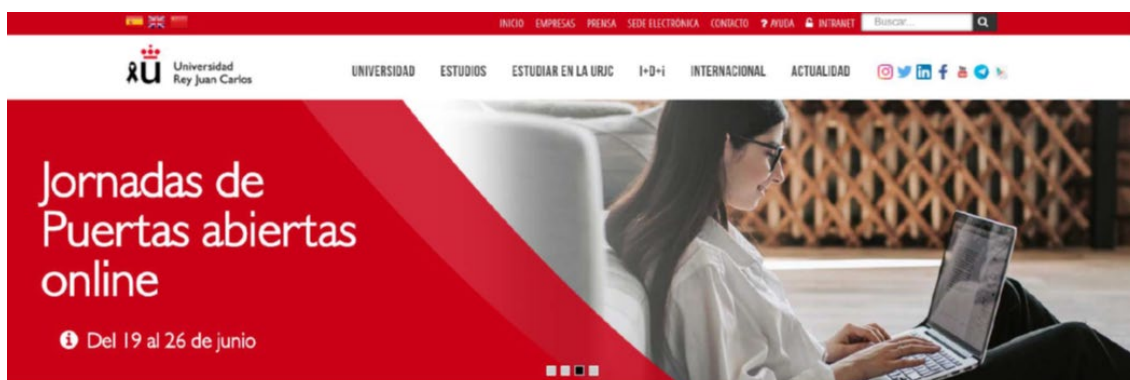 INICIO EMPRESAS PRENSA SEDE ELECTRÓNICA CONTACTO ? AYUDA INTRANET Buscar...
Universidad
Rey Juan Carlos
UNIVERSIDAD ESTUDIOS ESTUDIAR EN LA URJC I+D+i INTERNACIONAL ACTUALIDAD
Jornadas de
Puertas abiertas
online
Del 19 al 26 de junio